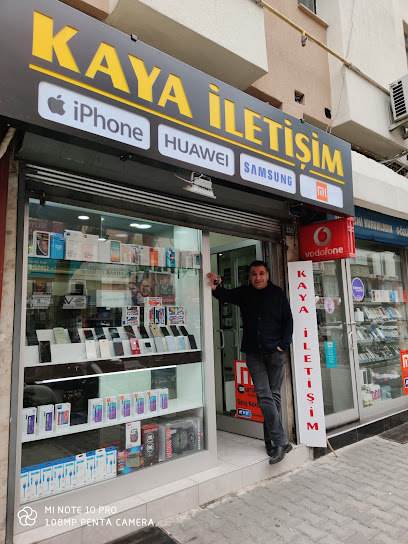 KAYA İLETİŞİM
iPhone
HUAWEI
SAMSUNG
mi
vodafone
KAYA İLETİŞİM
MI NOTE 10 PRO
108MP PENTA CAMERA